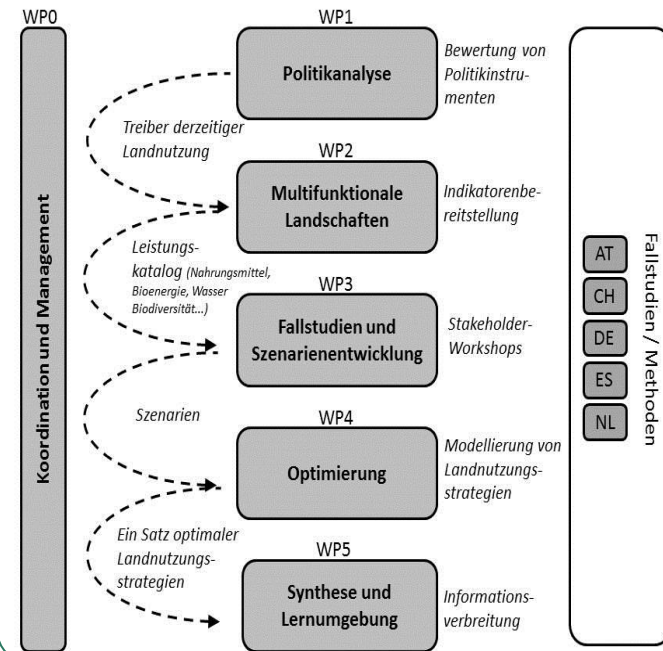 WP0
Koordination und Management
WP1
Politikanalyse
Bewertung von
Politikinstru-
menten
Treiber derzeitiger
Landnutzung
WP2
Multifunktionale
Landschaften
Indikatorenbe-
reitstellung
Leistungs-
katalog (Nahrungsmittel,
Bioenergie, Wasser
Biodiversität...)
WP3
Fallstudien und
Szenarienentwicklung
Stakeholder-
Workshops
Szenarien
WP4
Optimierung
Modellierung von
Landnutzungs-
strategien
Ein Satz optimaler
Landnutzungs-
strategien
WP5
Synthese und
Lernumgebung
Informations-
verbreitung
AT
CH
DE
ES
NL
Fallstudien / Methoden